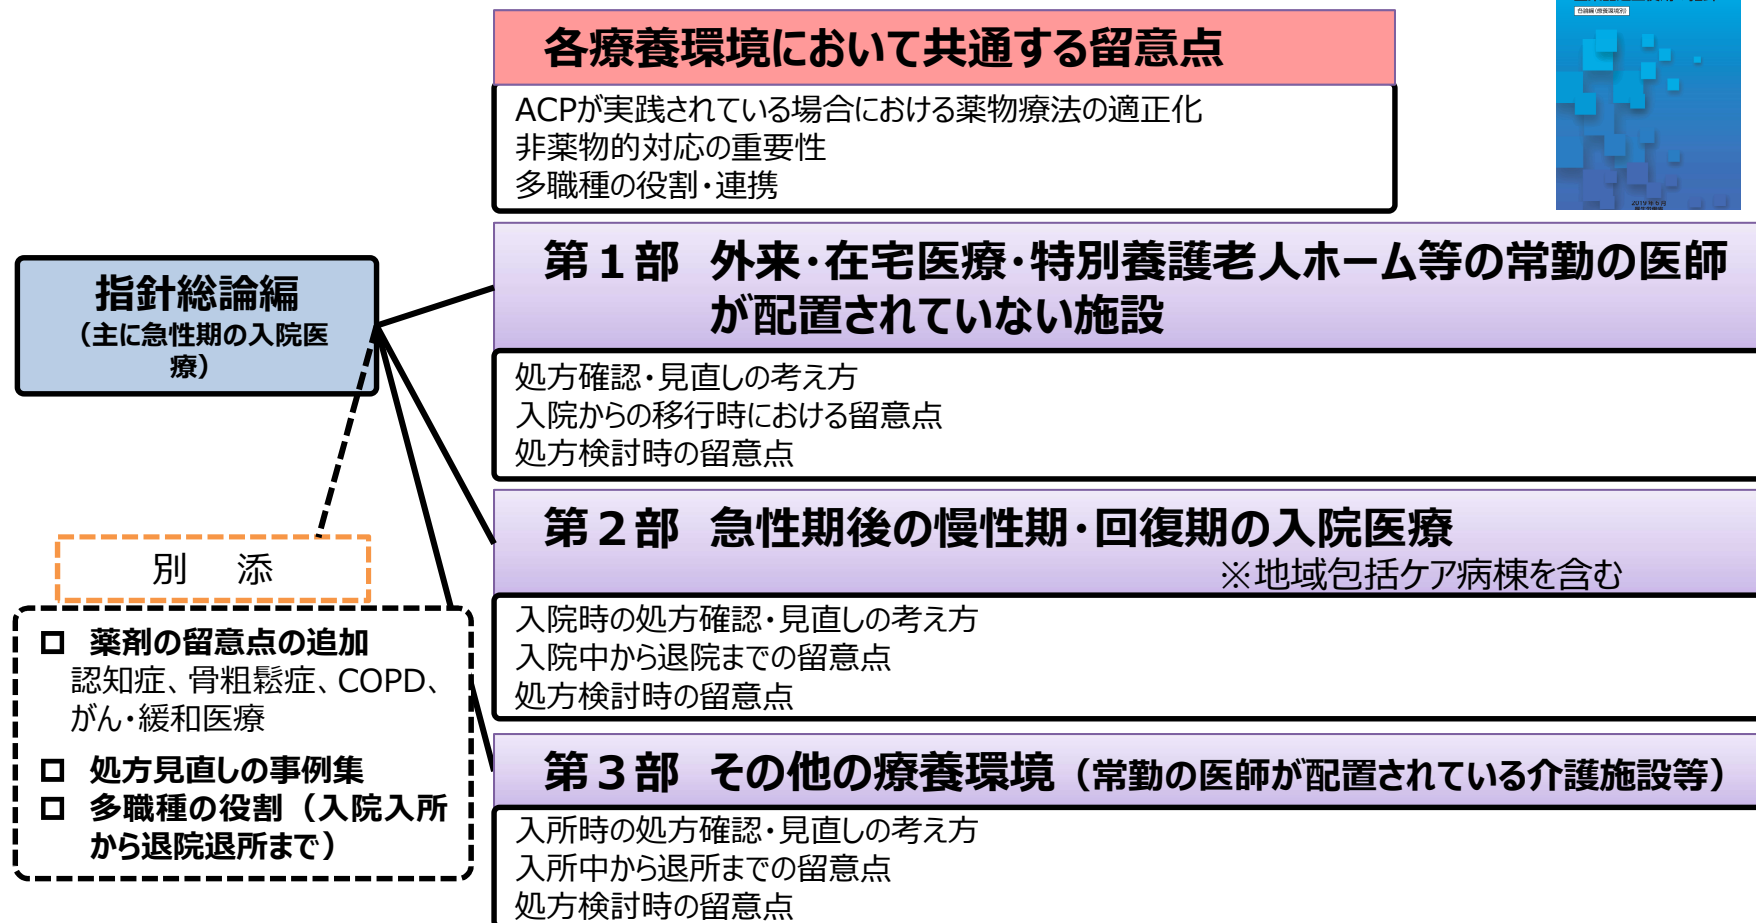 各療養環境において共通する留意点
ACPが実践されている場合における薬物療法の適正化
非薬物的対応の重要性
多職種の役割・連携
各論編(療養環境別)
2019年6月
指針総論編
（主に急性期の入院医
療）
第１部 外来・在宅医療・特別養護老人ホーム等の常勤の医師
が配置されていない施設
処方確認・見直しの考え方
入院からの移行時における留意点
処方検討時の留意点
第２部 急性期後の慢性期・回復期の入院医療
※地域包括ケア病棟を含む
入院時の処方確認・見直しの考え方
入院中から退院までの留意点
処方検討時の留意点
別 添
薬剤の留意点の追加
認知症、骨粗鬆症、COPD、
がん・緩和医療
処方見直しの事例集
多職種の役割（入院入所
から退院退所まで）
第３部 その他の療養環境（常勤の医師が配置されている介護施設等）
入所時の処方確認・見直しの考え方
入所中から退所までの留意点
処方検討時の留意点